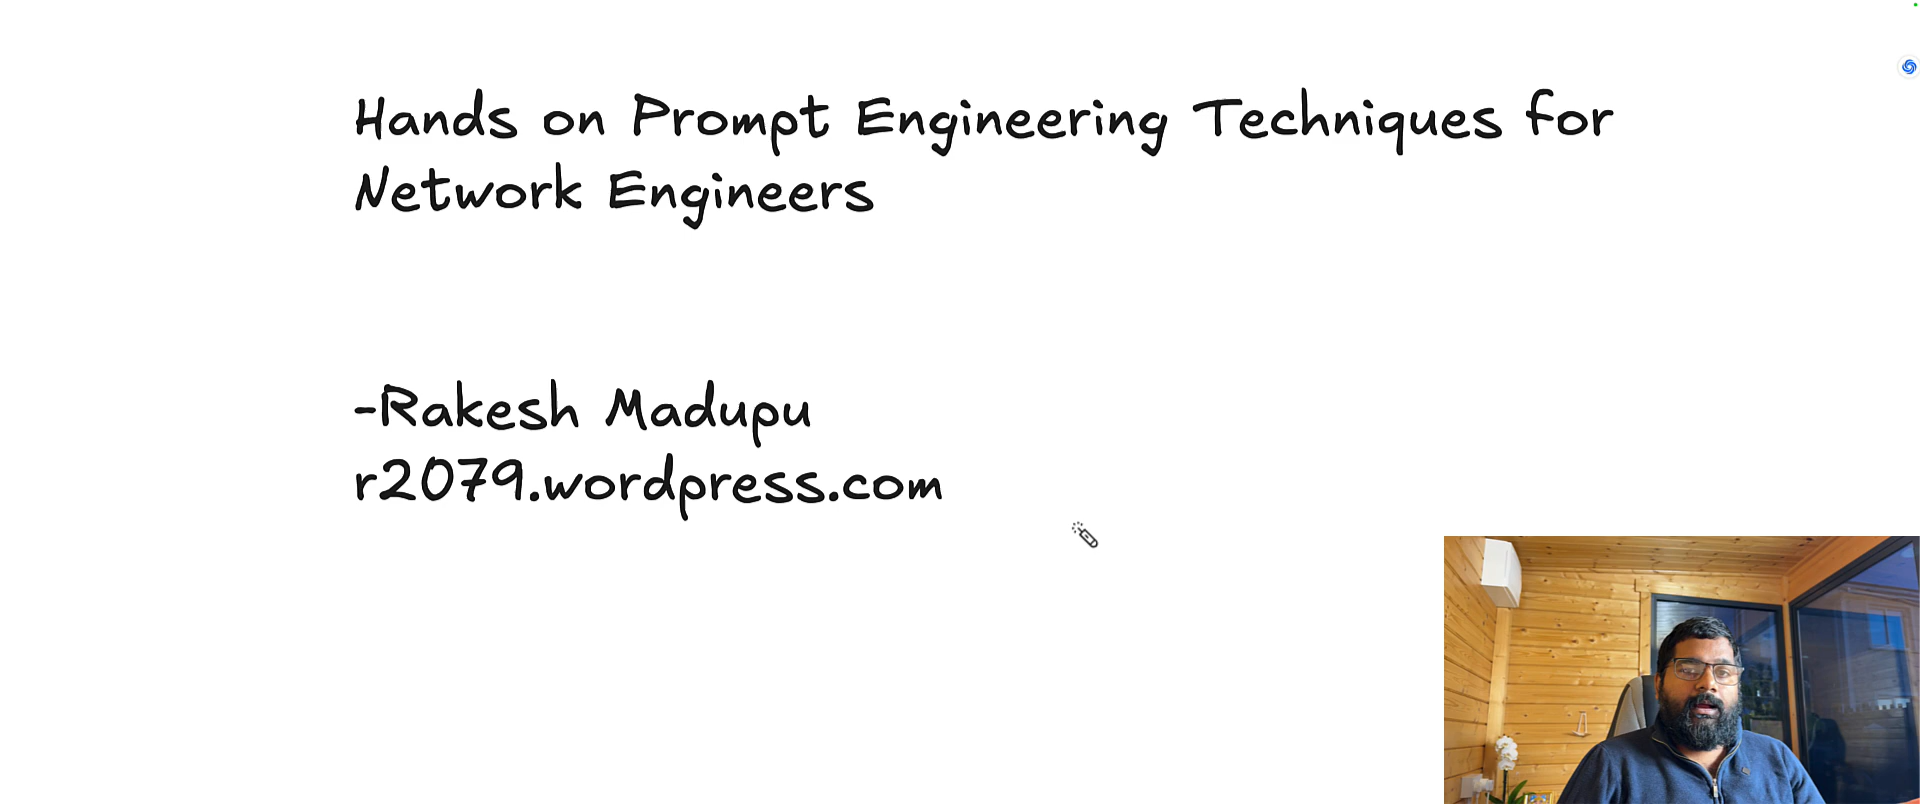 Hands on Prompt Engineering Techniques for
Network Engineers
-Rakesh Madupu
r2079.wordpress.com